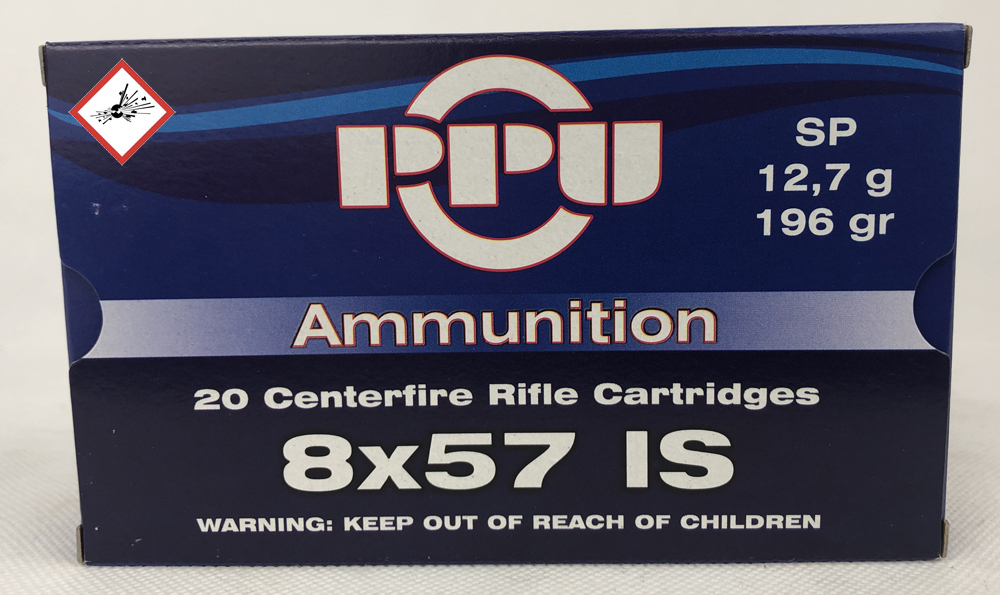 PPU
SP
12,7 g
196 gr
Ammunition
20 Centerfire Rifle Cartridges
8x57 IS
WARNING: KEEP OUT OF REACH OF CHILDREN